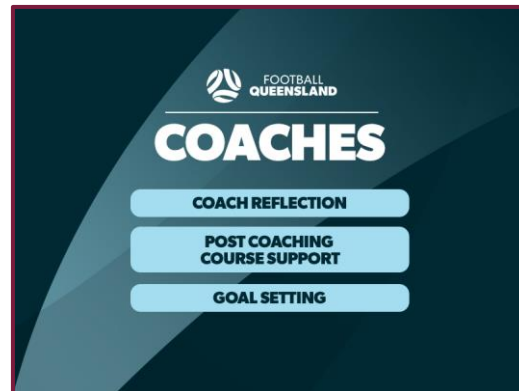 FOOTBALL
QUEENSLAND
COACHES
COACH REFLECTION
POST COACHING
COURSE SUPPORT
GOAL SETTING